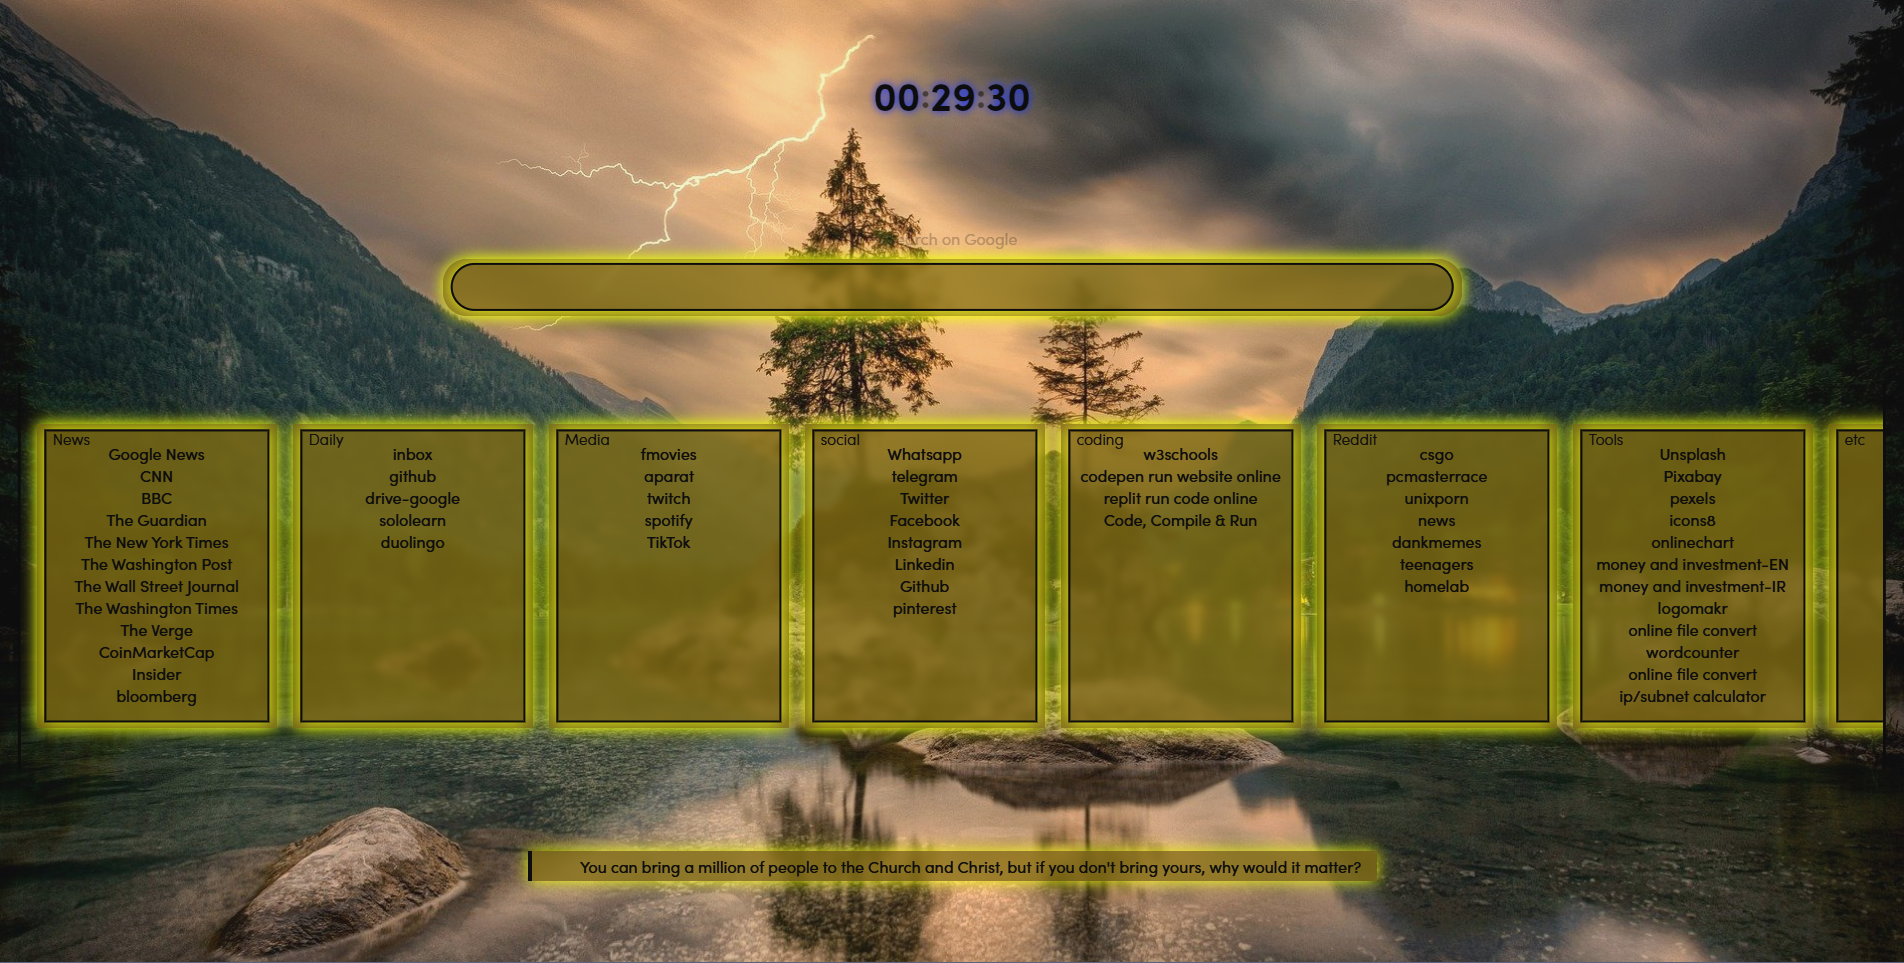 00:29:30
rch on Google
News
Google News
CNN
BBC
The Guardian
The New York Times
The Washington Post
The Wall Street Journal
The Washington Times
The Verge
CoinMarketCap
Insider
bloomberg
Daily
inbox
github
drive-google
sololearn
duolingo
Media
fmovies
aparat
twitch
spotify
TikTok
social
Whatsapp
telegram
Twitter
Facebook
Instagram
Linkedin
Github
pinterest
coding
w3schools
codepen run website online
replit run code online
Code, Compile & Run
Reddit
csgo
pcmasterrace
unixporn
news
dankmemes
teenagers
homelab
Tools
Unsplash
Pixabay
pexels
icons8
onlinechart
money and investment-EN
money and investment-IR
logomakr
online file convert
wordcounter
online file convert
ip/subnet calculator
etc
You can bring a million of people to the Church and Christ, but if you don't bring yours, why would it matter?